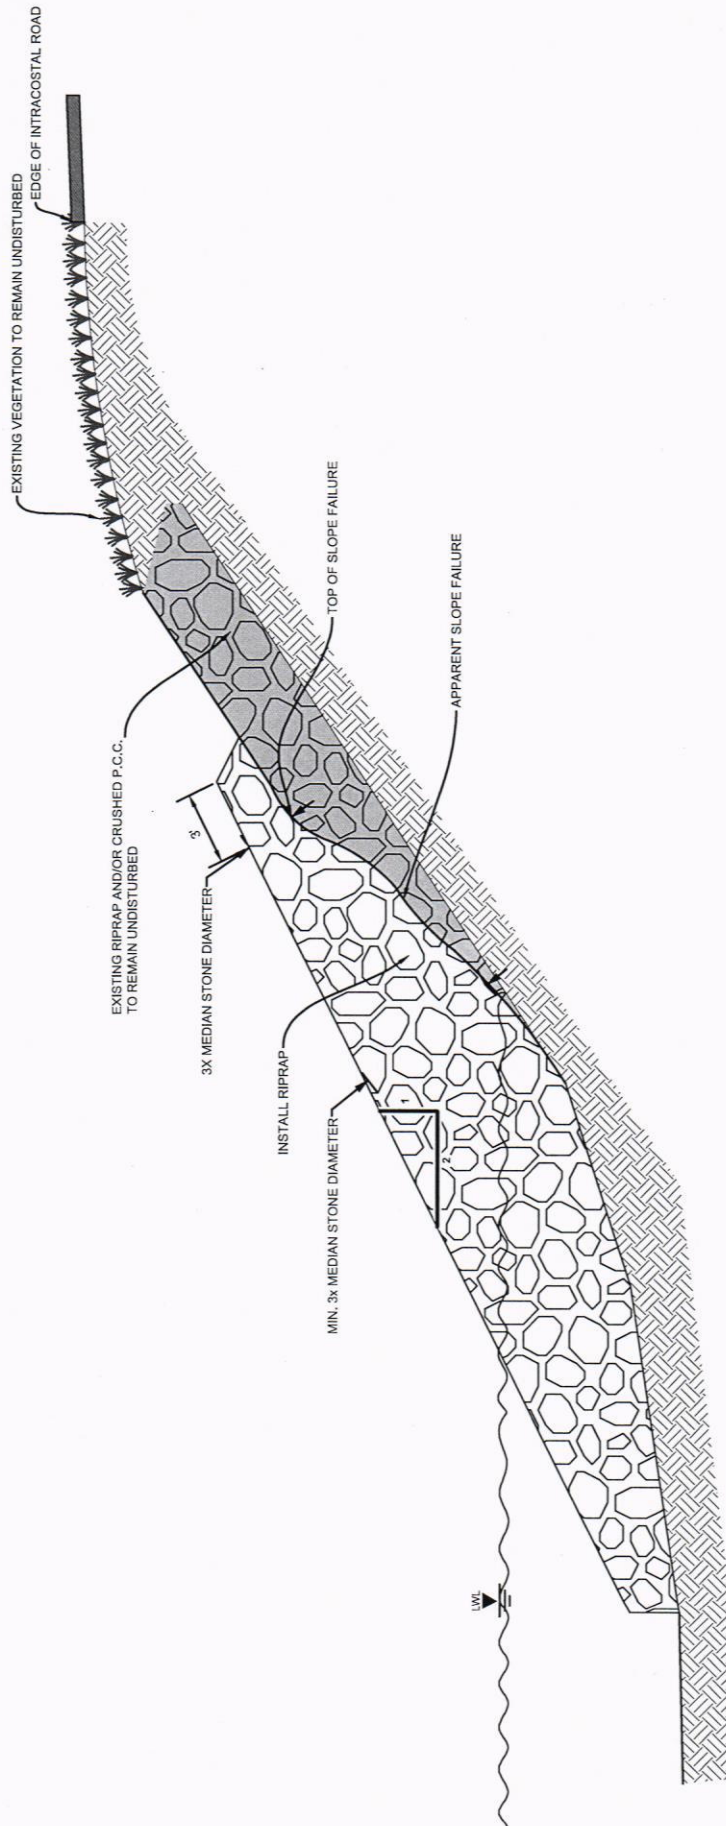 EDGE OF INTRACOSTAL ROAD
EXISTING VEGETATION TO REMAIN UNDISTURBED
TOP OF SLOPE FAILURE
APPARENT SLOPE FAILURE
EXISTING RIPRAP AND/OR CRUSHED P.C.C.
TO REMAIN UNDISTURBED
3'
3X MEDIAN STONE DIAMETER
INSTALL RIPRAP
MIN. 3x MEDIAN STONE DIAMETER
1
2
LWL